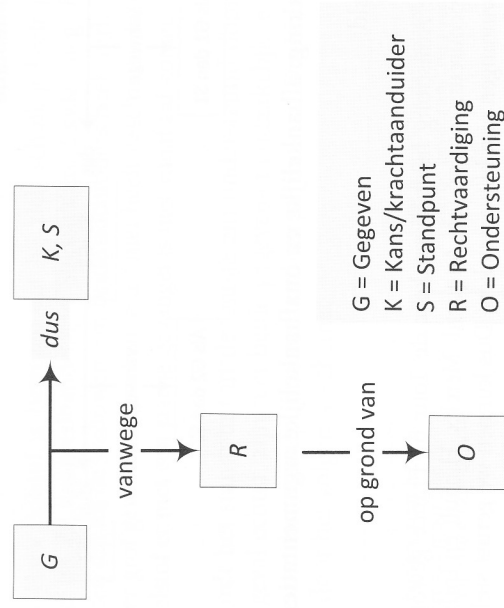 G
dus
K, S
vanwege
R
op grond van
O
G = Gegeven
K = Kans/krachtaanduider
S = Standpunt
R = Rechtvaardiging
O = Ondersteuning